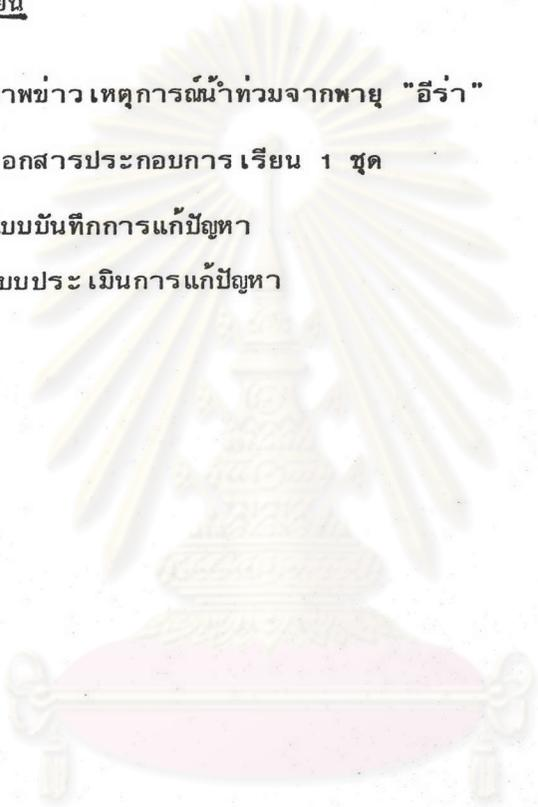 ยน
าพข่าว เหตุการณ์น้ำท่วมจากพายุ "อีร่า"
อกสารประกอบการ เรียน 1 ชุด
บบบันทึกการแก้ปัญหา
บบประ เมินการแก้ปัญหา